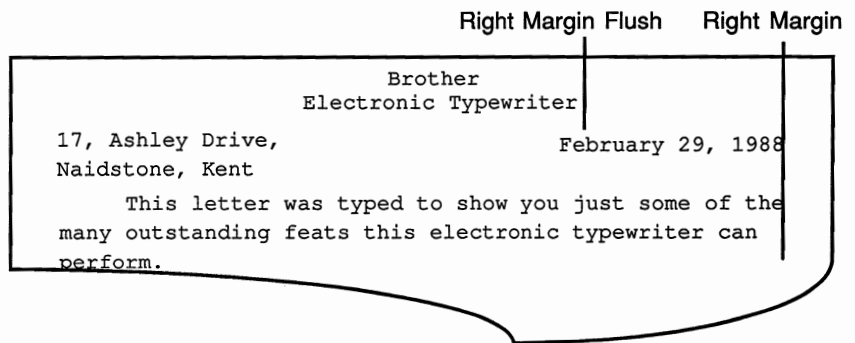 Right Margin Flush Right Margin
Brother
Electronic Typewriter
17, Ashley Drive, February 29, 1988
Naidstone, Kent
This letter was typed to show you just some of the
many outstanding feats this electronic typewriter can
perform.